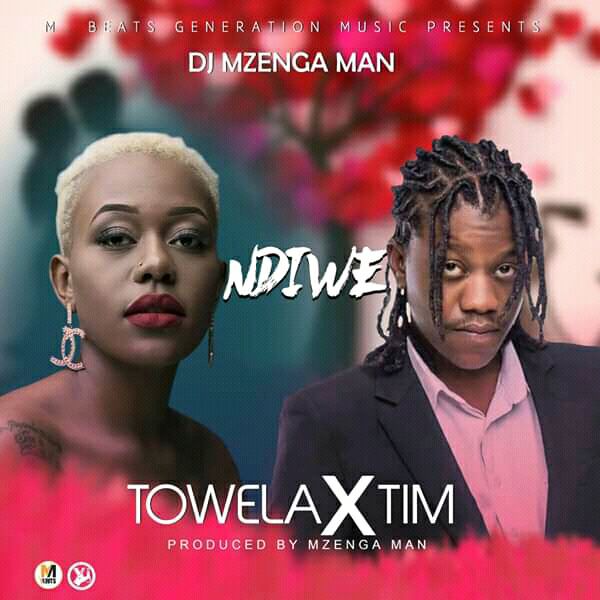 M BEATS GENERATION MUSIC PRESENTS
DJ MZENGA MAN
NDIWE
TOWELA X TIM
PRODUCED BY MZENGA MAN
M